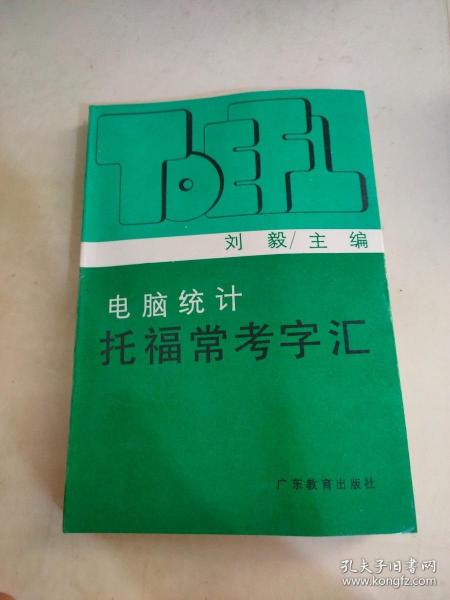 TOEFL
刘毅/主编
电脑统计
托福常考字汇
广东教育出版社
孔夫子旧书网
www.kongfz.com